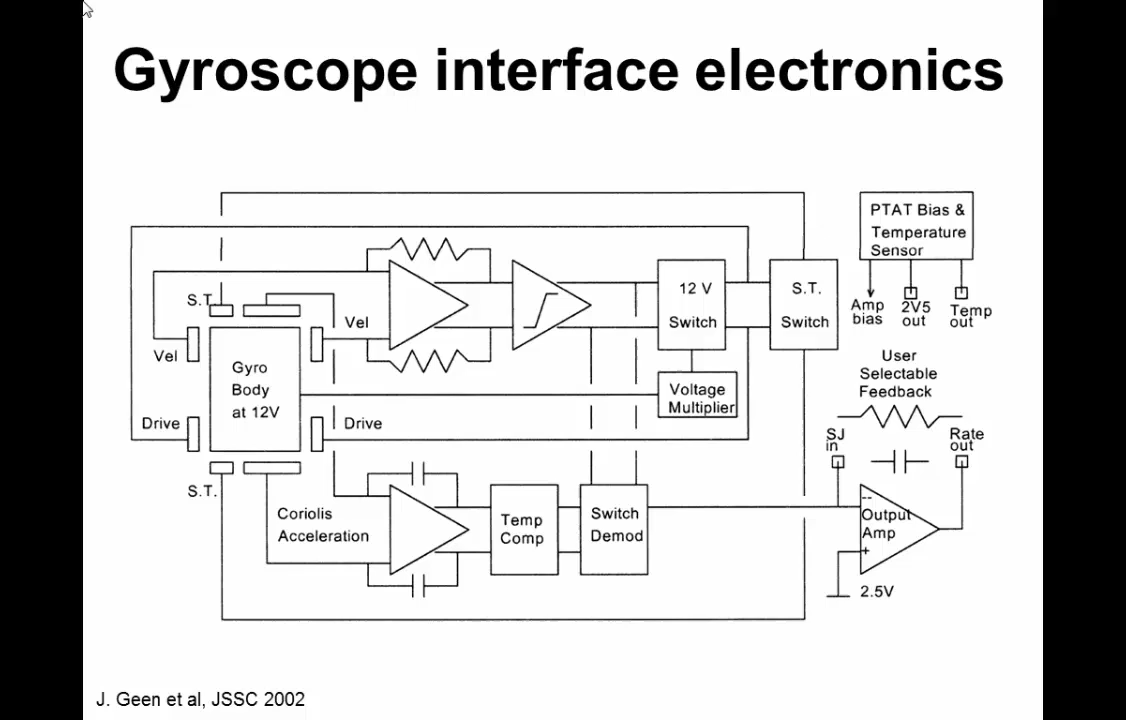 Gyroscope interface electronics
PTAT Bias &
Temperature
Sensor
Amp
bias
2V5
out
Temp
out
S.T.
Vel
Vel
12 V
Switch
S.T.
Switch
Gyro
Body
at 12V
Voltage
Multiplier
User
Selectable
Feedback
Drive
Drive
SJ
in
Rate
out
S.T.
Coriolis
Acceleration
Temp
Comp
Switch
Demod
--
Output
Amp
+
2.5V
J. Geen et al, JSSC 2002